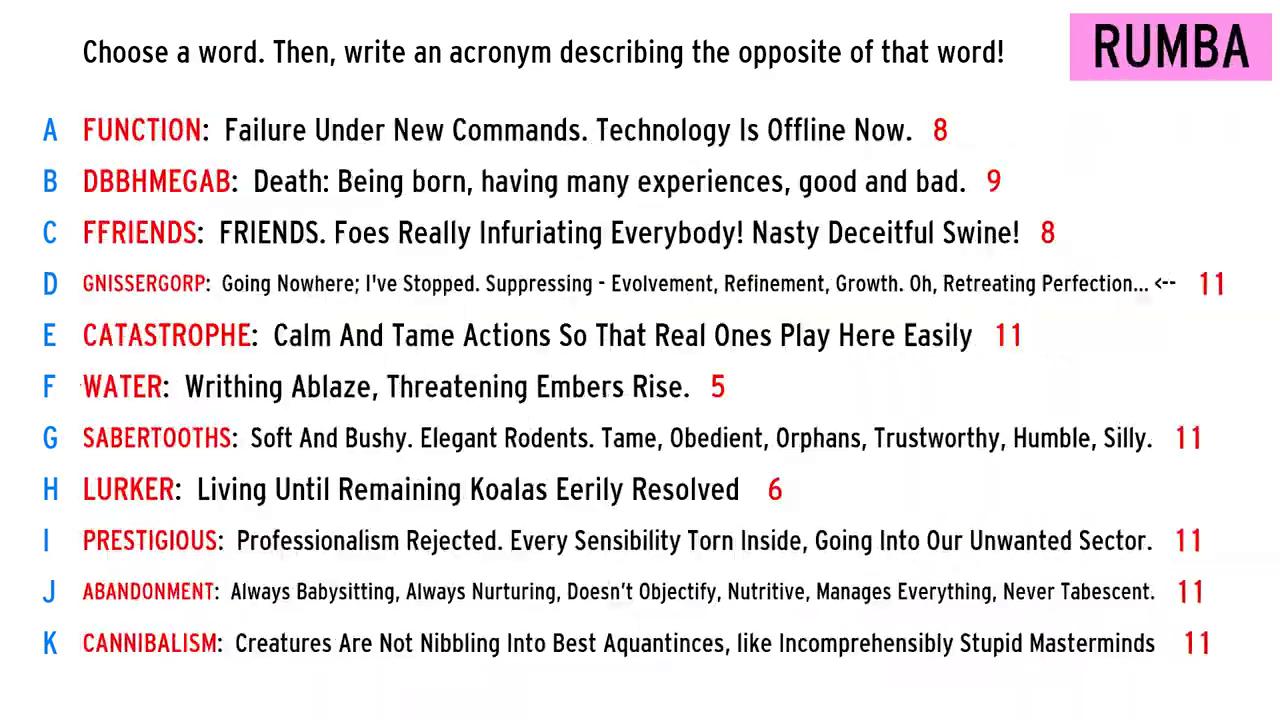 Choose a word. Then, write an acronym describing the opposite of that word!
RUMBA
A FUNCTION: Failure Under New Commands. Technology Is Offline Now. 8
B DBBHMEGAB: Death: Being born, having many experiences, good and bad. 9
C FFRIENDS: FRIENDS. Foes Really Infuriating Everybody! Nasty Deceitful Swine! 8
D GNISSERGORP: Going Nowhere; I've Stopped. Suppressing - Evolvement, Refinement, Growth. Oh, Retreating Perfection... <-- 11
E CATASTROPHE: Calm And Tame Actions So That Real Ones Play Here Easily 11
F WATER: Writhing Ablaze, Threatening Embers Rise. 5
G SABERTOOTHS: Soft And Bushy. Elegant Rodents. Tame, Obedient, Orphans, Trustworthy, Humble, Silly. 11
H LURKER: Living Until Remaining Koalas Eerily Resolved 6
I PRESTIGIOUS: Professionalism Rejected. Every Sensibility Torn Inside, Going Into Our Unwanted Sector. 11
J ABANDONMENT: Always Babysitting, Always Nurturing, Doesn't Objectify, Nutritive, Manages Everything, Never Tabescent. 11
K CANNIBALISM: Creatures Are Not Nibbling Into Best Aquantinces, like Incomprehensibly Stupid Masterminds 11